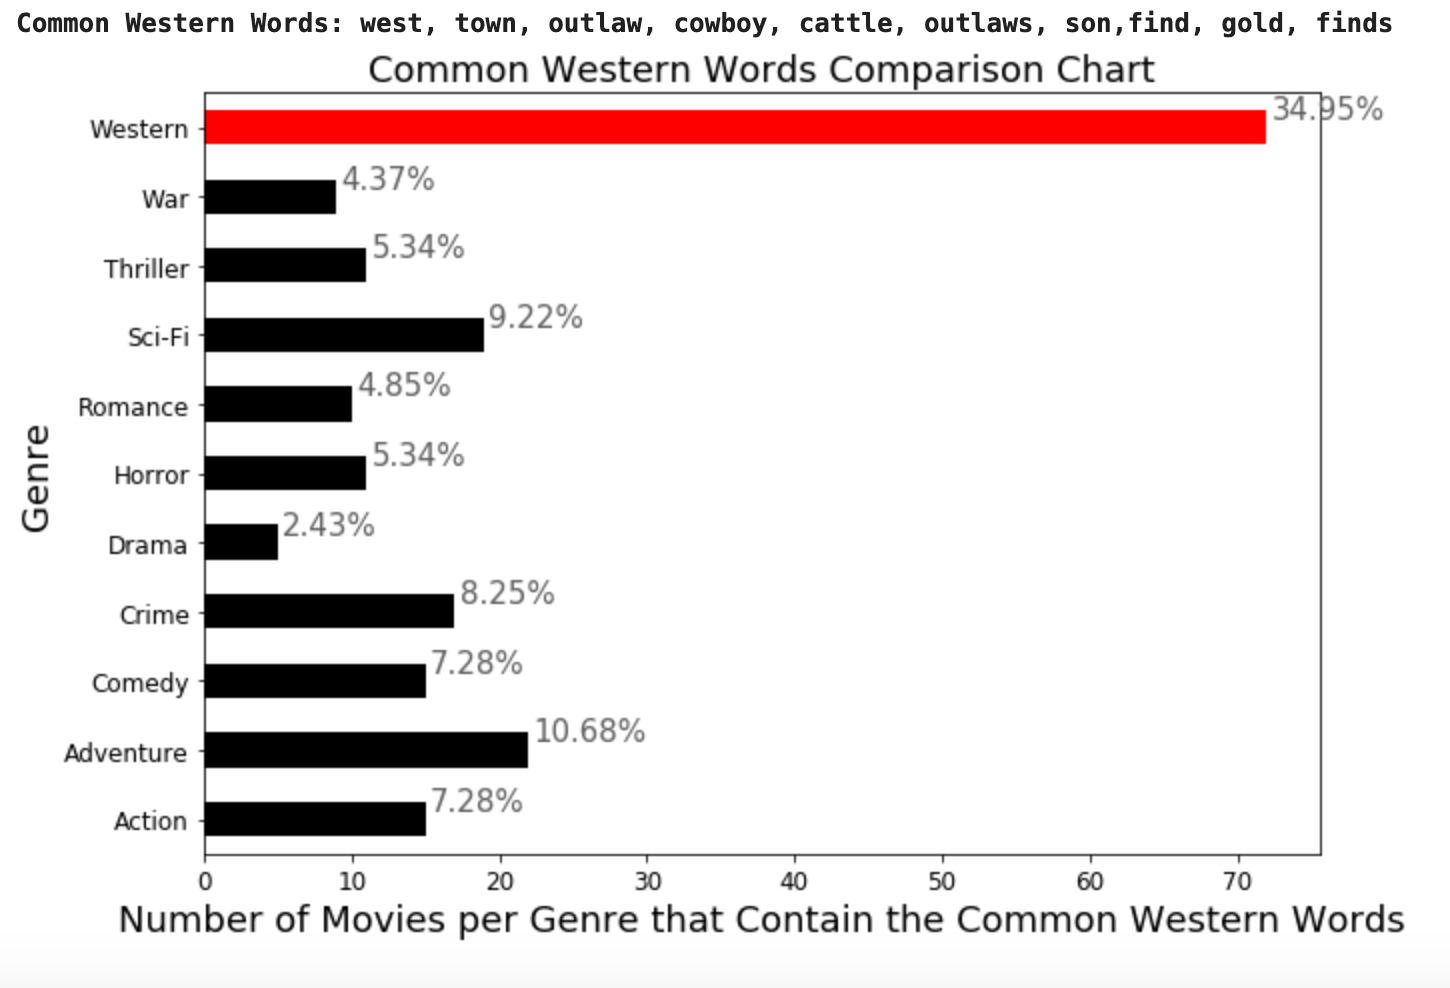 Common Western Words: west, town, outlaw, cowboy, cattle, outlaws, son,find, gold, finds
Common Western Words Comparison Chart
Western 34.95%
War 4.37%
Thriller 5.34%
Sci-Fi 9.22%
Romance 4.85%
Horror 5.34%
Drama 2.43%
Crime 8.25%
Comedy 7.28%
Adventure 10.68%
Action 7.28%
Genre
0 10 20 30 40 50 60 70
Number of Movies per Genre that Contain the Common Western Words